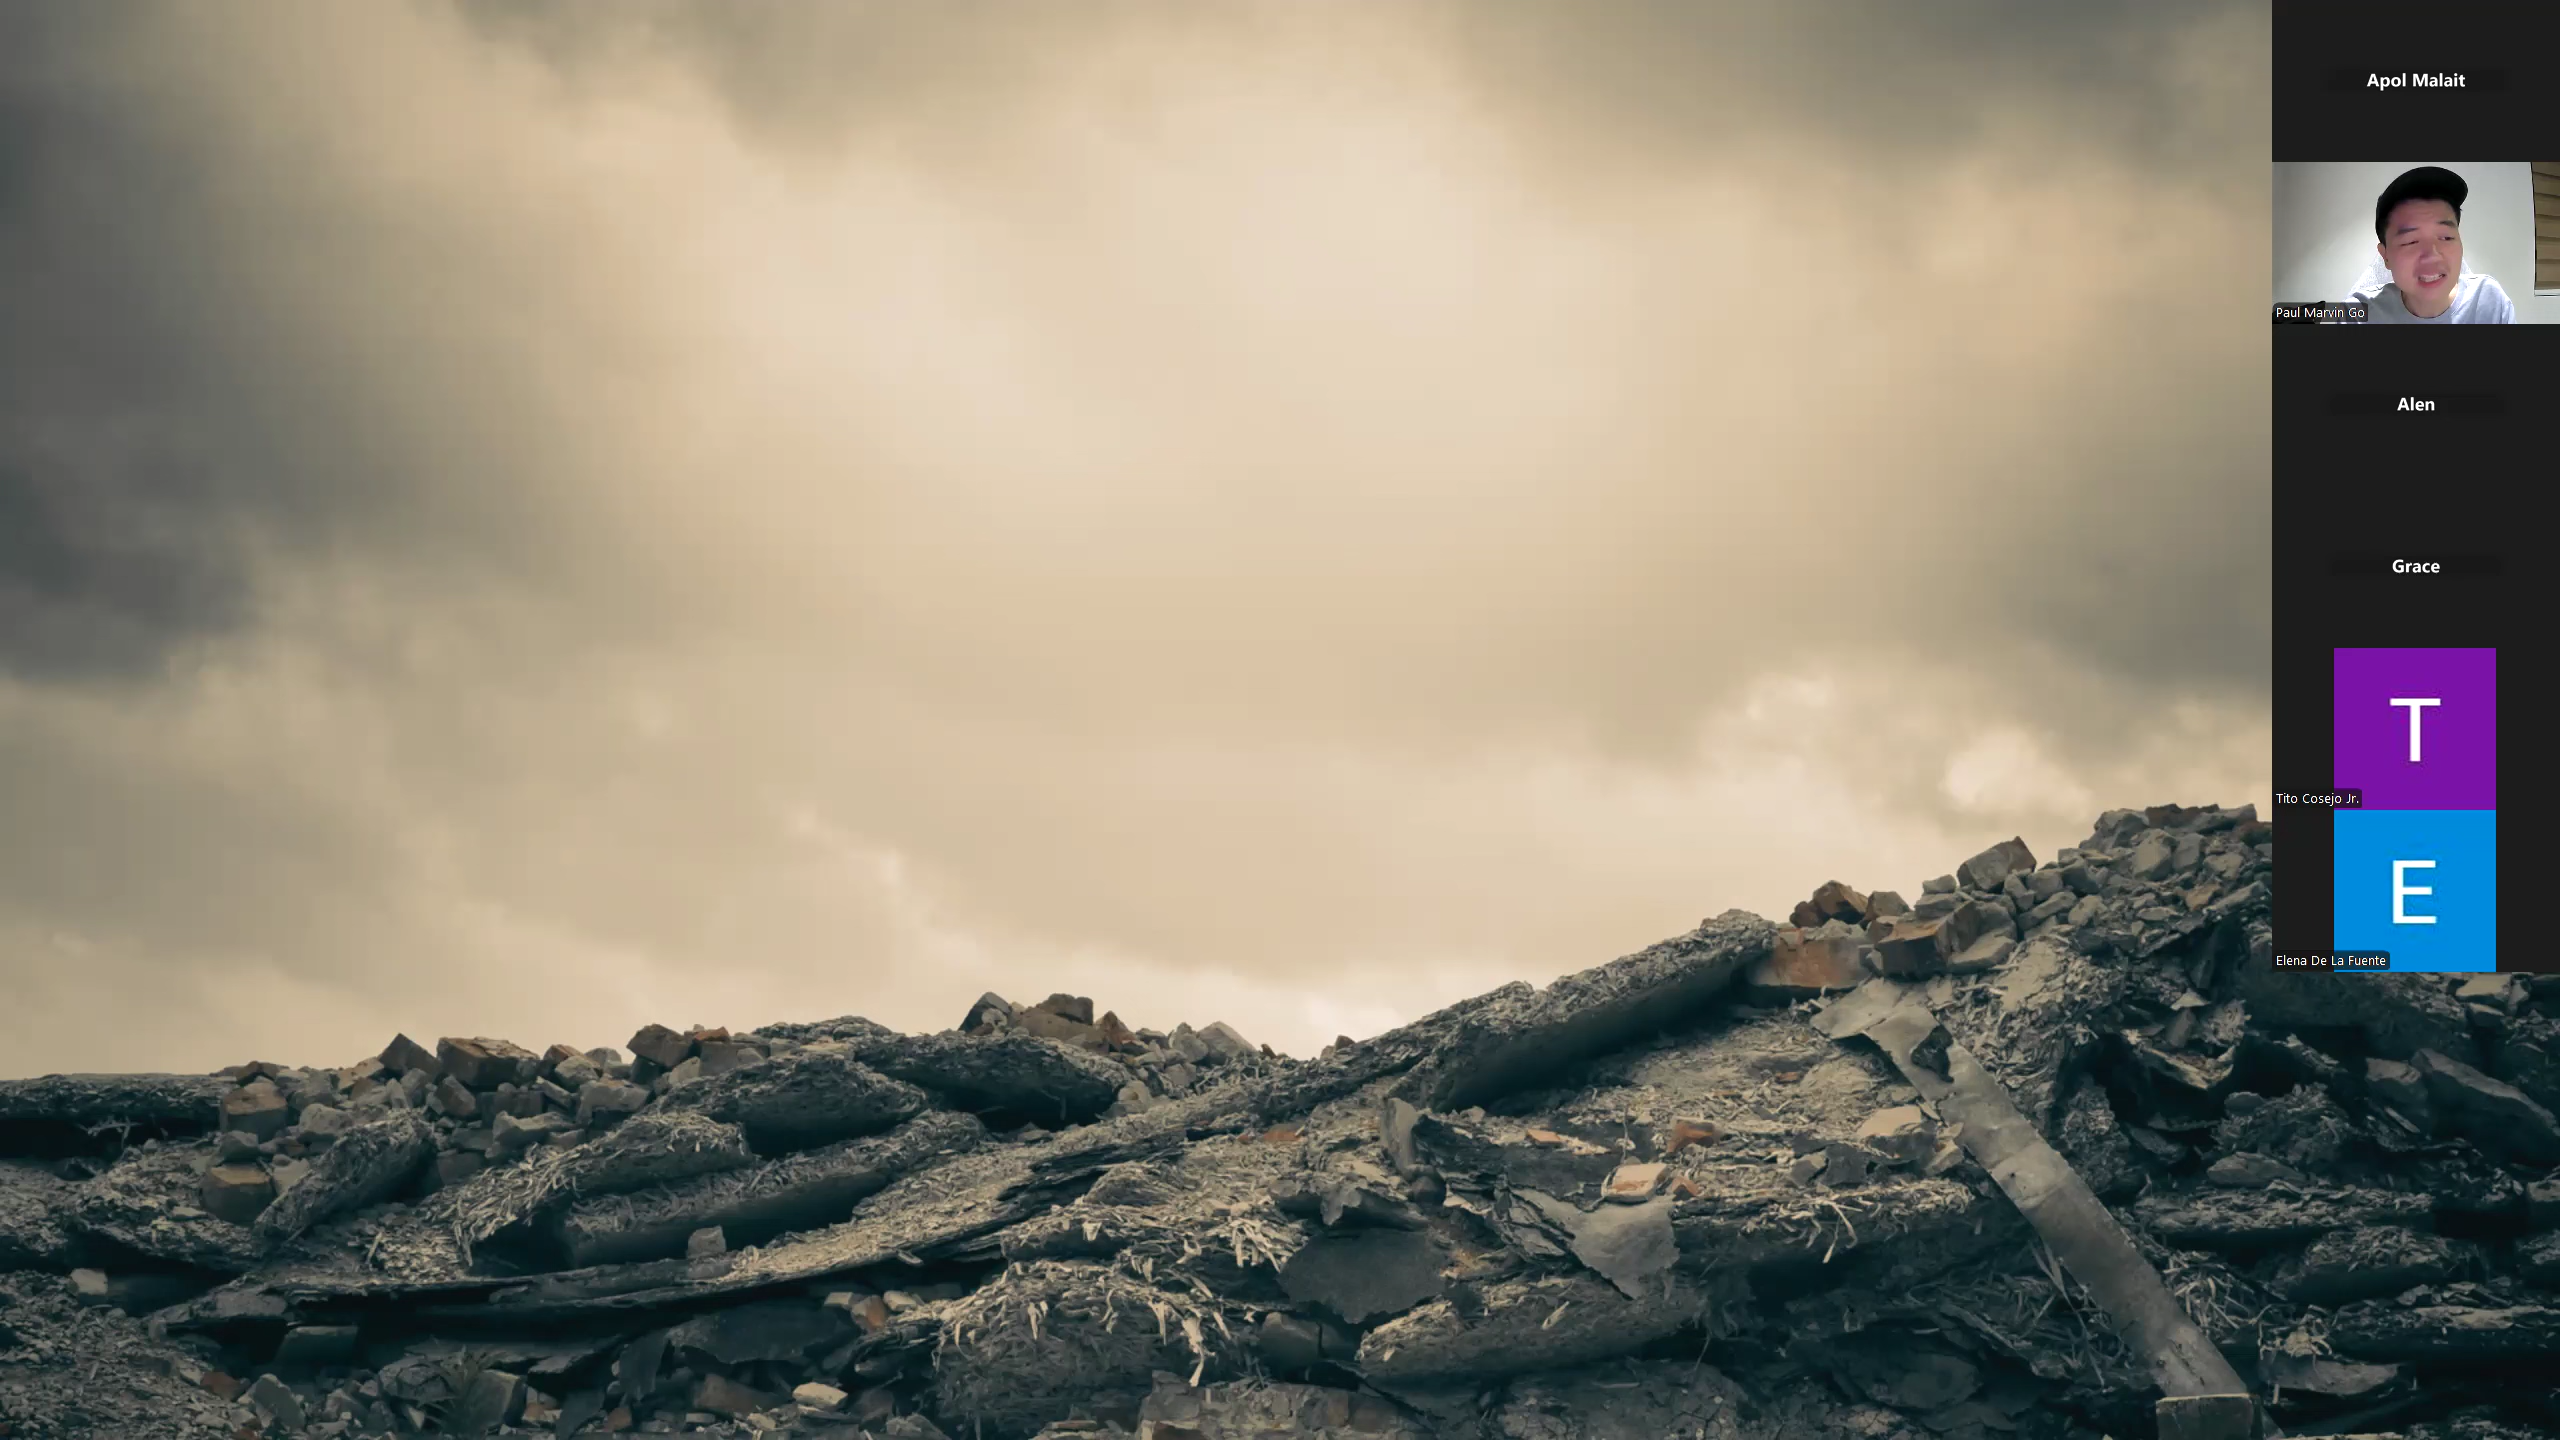 Apol Malait
Paul Marvin Go
Alen
Grace
T
Tito Cosejo Jr.
E
Elena De La Fuente